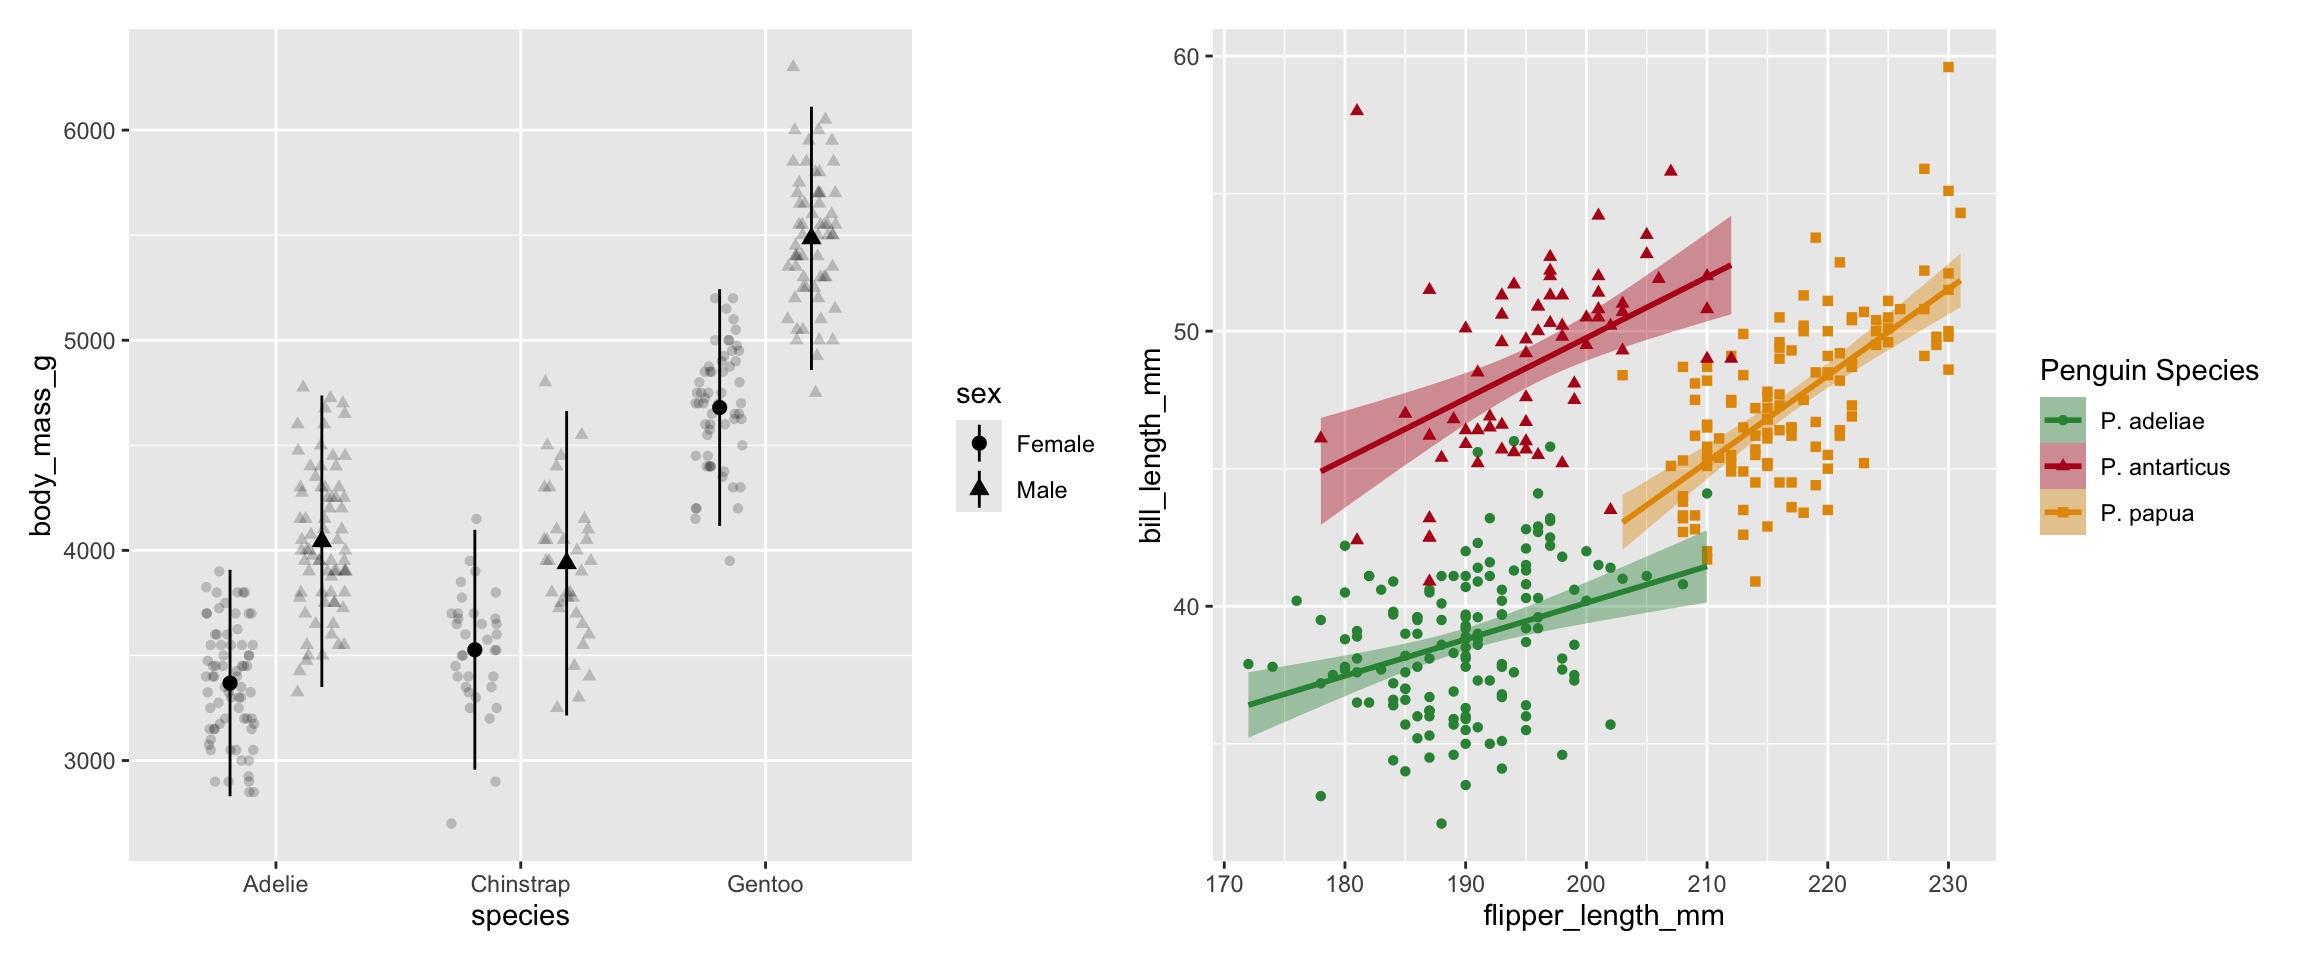 body_mass_g
6000
5000
4000
3000
Adelie Chinstrap Gentoo
species
sex
Female
Male
bill_length_mm
60
50
40
170 180 190 200 210 220 230
flipper_length_mm
Penguin Species
P. adeliae
P. antarticus
P. papua